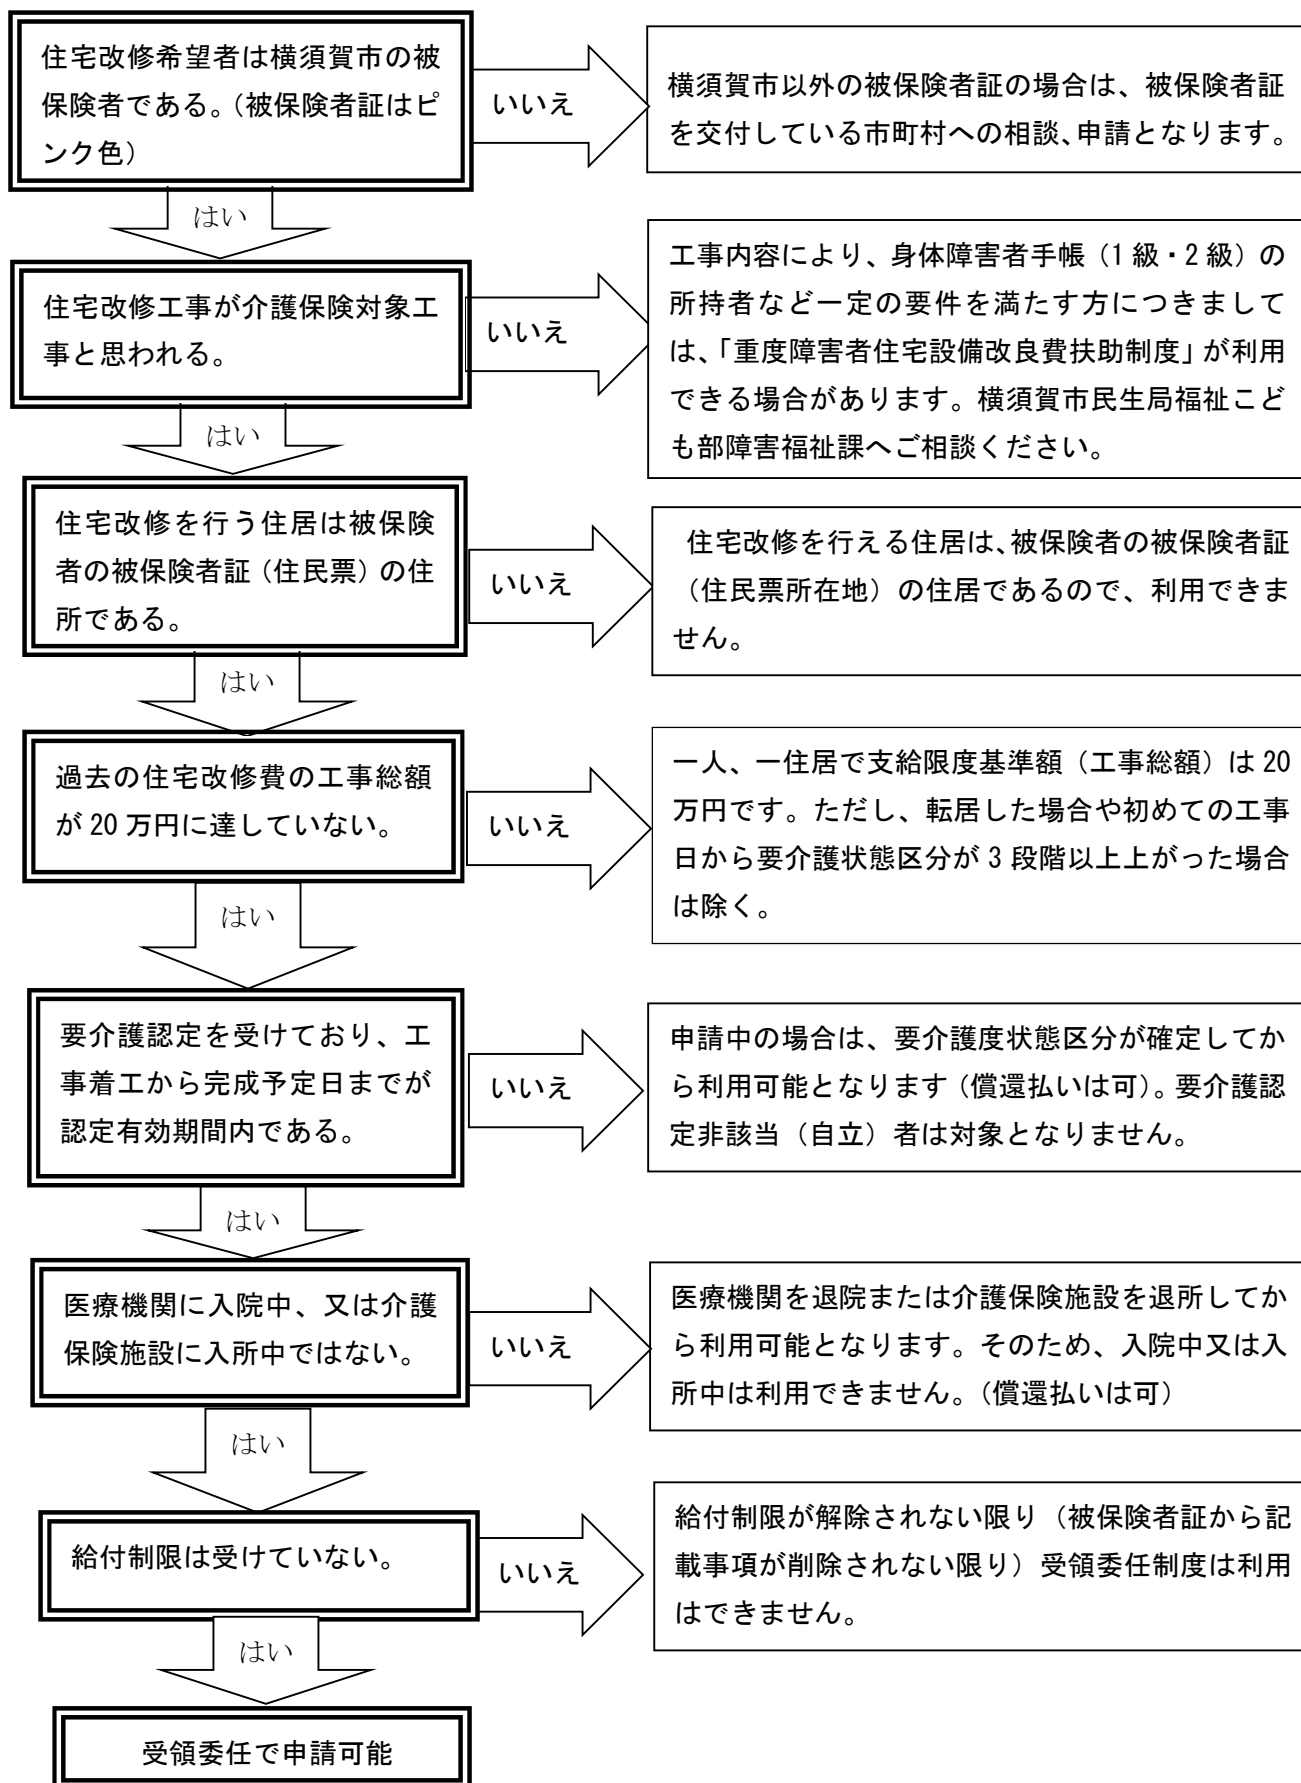 住宅改修希望者は横須賀市の被
保険者である。（被保険者証はピ
ンク色）
いいえ
横須賀市以外の被保険者証の場合は、被保険者証
を交付している市町村への相談、申請となります。
はい
住宅改修工事が介護保険対象工
事と思われる。
いいえ
工事内容により、身体障害者手帳（1級・2級）の
所持者など一定の要件を満たす方につきまして
は、「重度障害者住宅設備改良費扶助制度」が利用
できる場合があります。横須賀市民生局福祉こど
も部障害福祉課へご相談ください。
はい
住宅改修を行う住居は被保険
者の被保険者証（住民票）の住
所である。
いいえ
住宅改修を行える住居は、被保険者の被保険者証
（住民票所在地）の住居であるので、利用できま
せん。
はい
過去の住宅改修費の工事総額
が20万円に達していない。
いいえ
一人、一住居で支給限度基準額（工事総額）は20
万円です。ただし、転居した場合や初めての工事
日から要介護状態区分が3段階以上上がった場合
は除く。
はい
要介護認定を受けており、工
事着工から完成予定日までが
認定有効期間内である。
いいえ
申請中の場合は、要介護度状態区分が確定してか
ら利用可能となります（償還払いは可）。要介護認
定非該当（自立）者は対象となりません。
はい
医療機関に入院中、又は介護
保険施設に入所中ではない。
いいえ
医療機関を退院または介護保険施設を退所してか
ら利用可能となります。そのため、入院中又は入
所中は利用できません。（償還払いは可）
はい
給付制限は受けていない。
いいえ
給付制限が解除されない限り（被保険者証から記
載事項が削除されない限り）受領委任制度は利用
はできません。
はい
受領委任で申請可能